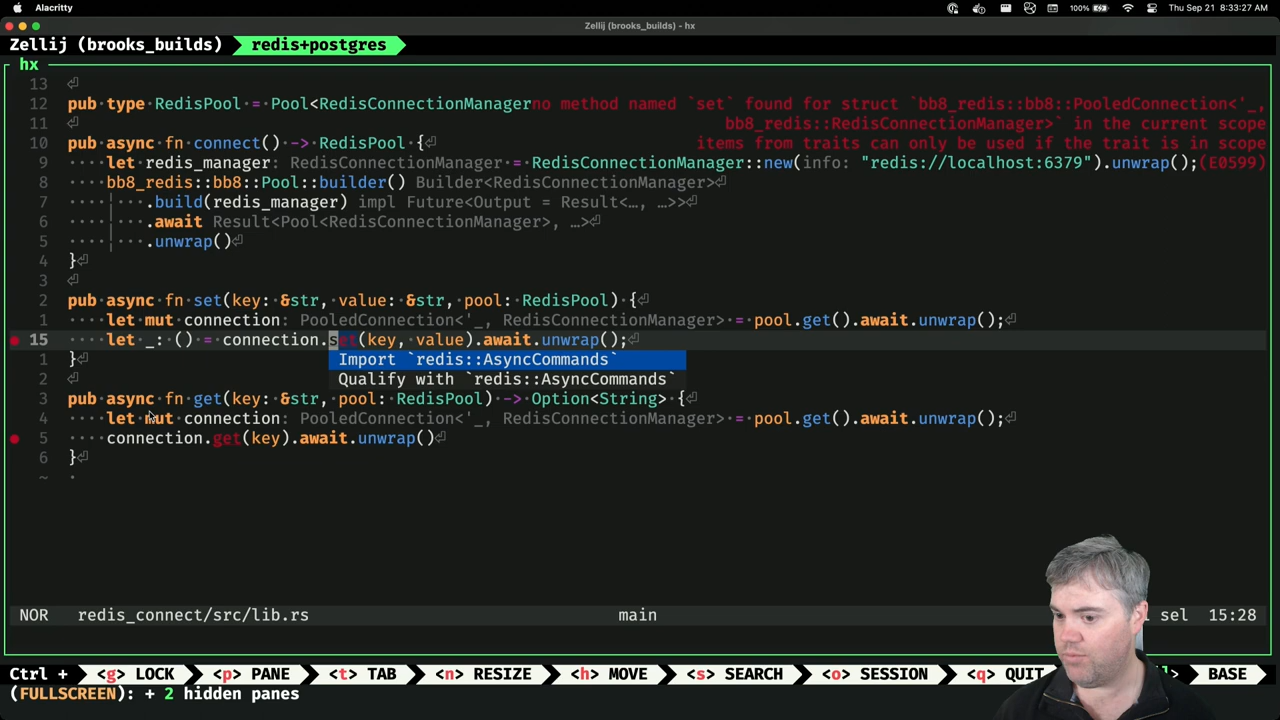 Alacritty 100% Thu Sep 21 8:33:27 AM
Zellij (brooks_builds) - hx
Zellij (brooks_builds) redis+postgres
hx
13 ⏎
12 pub·type·RedisPool·=·Pool<RedisConnectionManager no method named `set` found for struct `bb8_redis::bb8::PooledConnection<'_,
11 ⏎ bb8_redis::RedisConnectionManager>` in the current scope
10 pub·async·fn·connect()·->·RedisPool·{⏎ items from traits can only be used if the trait is in scope
9 ····let·redis_manager: RedisConnectionManager·=·RedisConnectionManager::new(info: "redis://localhost:6379").unwrap();(E0599)
8 ····bb8_redis::bb8::Pool::builder() Builder<RedisConnectionManager>⏎
7 ····¦···.build(redis_manager) impl Future<Output = Result<…, …>>⏎
6 ····¦···.await Result<Pool<RedisConnectionManager>, …>⏎
5 ····¦···.unwrap()⏎
4 }⏎
3 ⏎
2 pub·async·fn·set(key:·&str,·value:·&str,·pool:·RedisPool)·{⏎
1 ····let·mut·connection: PooledConnection<'_, RedisConnectionManager>·=·pool.get().await.unwrap();⏎
15 ····let·_:·()·=·connection.set(key,·value).await.unwrap();⏎
1 }⏎ Import `redis::AsyncCommands`
2 ⏎ Qualify with `redis::AsyncCommands`
3 pub·async·fn·get(key:·&str,·pool:·RedisPool)·->·Option<String>·{⏎
4 ····let·mut·connection: PooledConnection<'_, RedisConnectionManager>·=·pool.get().await.unwrap();⏎
5 ····connection.get(key).await.unwrap()⏎
6 }⏎
~ ·
NOR redis_connect/src/lib.rs main sel 15:28
Ctrl + <g> LOCK <p> PANE <t> TAB <n> RESIZE <h> MOVE <s> SEARCH <o> SESSION <q> QUIT BASE
(FULLSCREEN): + 2 hidden panes